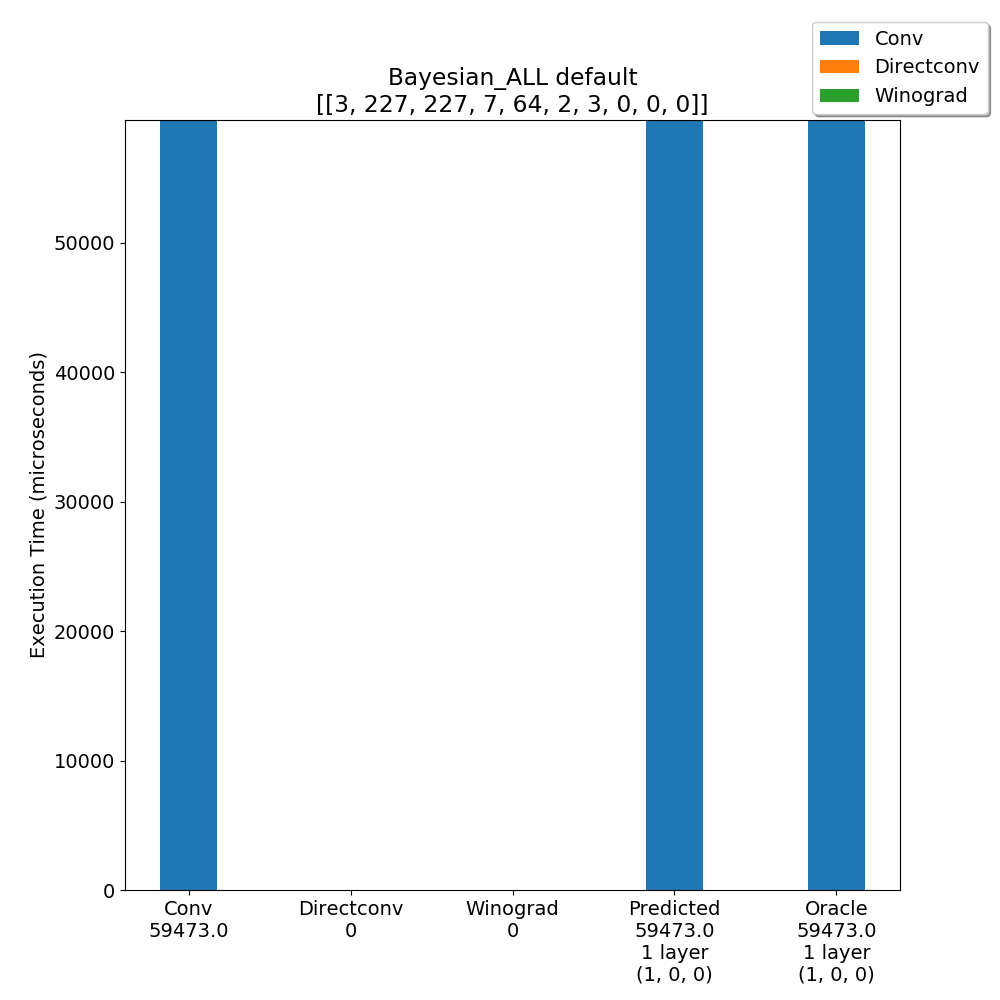 Conv
Directconv
Winograd
Bayesian_ALL default
[[3, 227, 227, 7, 64, 2, 3, 0, 0, 0]]
Execution Time (microseconds)
50000
40000
30000
20000
10000
0
Conv
59473.0
Directconv
0
Winograd
0
Predicted
59473.0
1 layer
(1, 0, 0)
Oracle
59473.0
1 layer
(1, 0, 0)